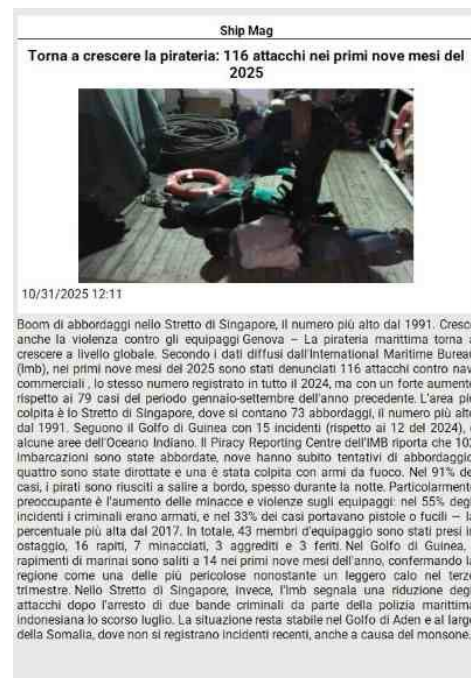 Ship Mag
Torna a crescere la pirateria: 116 attacchi nei primi nove mesi del
2025
10/31/2025 12:11
Boom di abbordaggi nello Stretto di Singapore, il numero più alto dal 1991. Cresc
anche la violenza contro gli equipaggi Genova – La pirateria marittima torna a
crescere a livello globale. Secondo i dati diffusi dall'International Maritime Bureau
(Imb), nei primi nove mesi del 2025 sono stati denunciati 116 attacchi contro nav
commerciali , lo stesso numero registrato in tutto il 2024, ma con un forte aumento
rispetto ai 79 casi del periodo gennaio-settembre dell'anno precedente. L'area più
colpita è lo Stretto di Singapore, dove si contano 73 abbordaggi, il numero più alto
dal 1991. Seguono il Golfo di Guinea con 15 incidenti (rispetto ai 12 del 2024),
alcune aree dell'Oceano Indiano. Il Piracy Reporting Centre dell'IMB riporta che 102
imbarcazioni sono state abbordate, nove hanno subito tentativi di abbordaggio
quattro sono state dirottate e una è stata colpita con armi da fuoco. Nel 91% de
casi, i pirati sono riusciti a salire a bordo, spesso durante la notte. Particolarment
preoccupante è l'aumento delle minacce e violenze sugli equipaggi: nel 55% degl
incidenti i criminali erano armati, e nel 33% dei casi portavano pistole o fucili — la
percentuale più alta dal 2017. In totale, 43 membri d'equipaggio sono stati presi in
ostaggio, 16 rapiti, 7 minacciati, 3 aggrediti e 3 feriti. Nel Golfo di Guinea, i
rapimenti di marinai sono saliti a 14 nei primi nove mesi dell'anno, confermando la
regione come una delle più pericolose nonostante un leggero calo nel terzo
trimestre. Nello Stretto di Singapore, invece, l'Imb segnala una riduzione degl
attacchi dopo l'arresto di due bande criminali da parte della polizia marittima
indonesiana lo scorso luglio. La situazione resta stabile nel Golfo di Aden e al largo
della Somalia, dove non si registrano incidenti recenti, anche a causa del monsone.